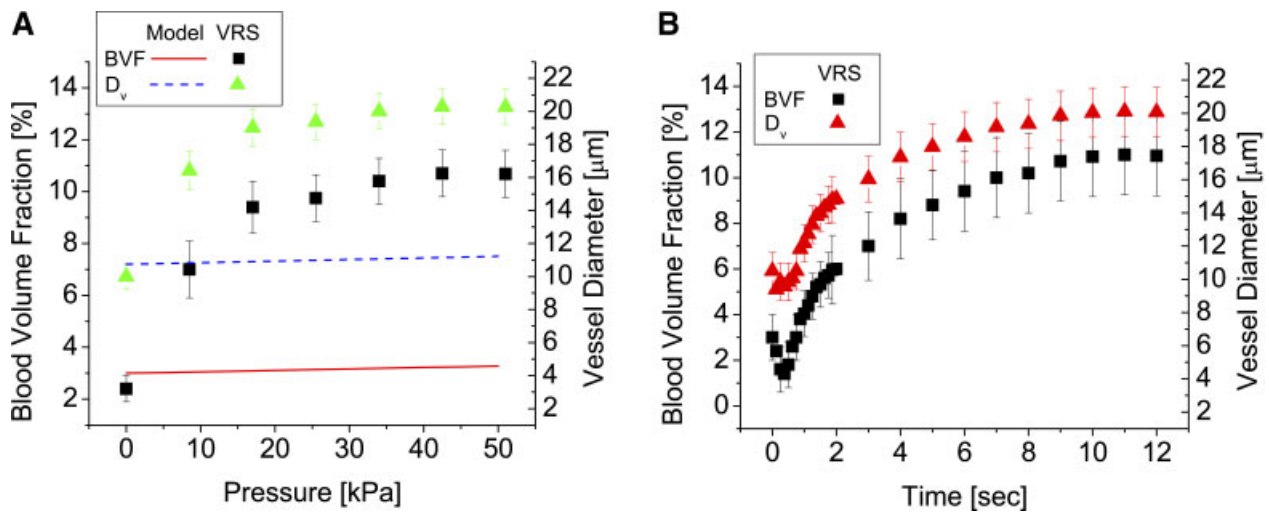 A
Model VRS
BVF
Dv
Blood Volume Fraction [%]
14
12
10
8
6
4
2
22
20
18
16
14
12
10
8
6
4
2
Vessel Diameter [μm]
0 10 20 30 40 50
Pressure [kPa]
B
VRS
BVF
Dv
Blood Volume Fraction [%]
14
12
10
8
6
4
2
0
22
20
18
16
14
12
10
8
6
4
2
Vessel Diameter [μm]
0 2 4 6 8 10 12
Time [sec]